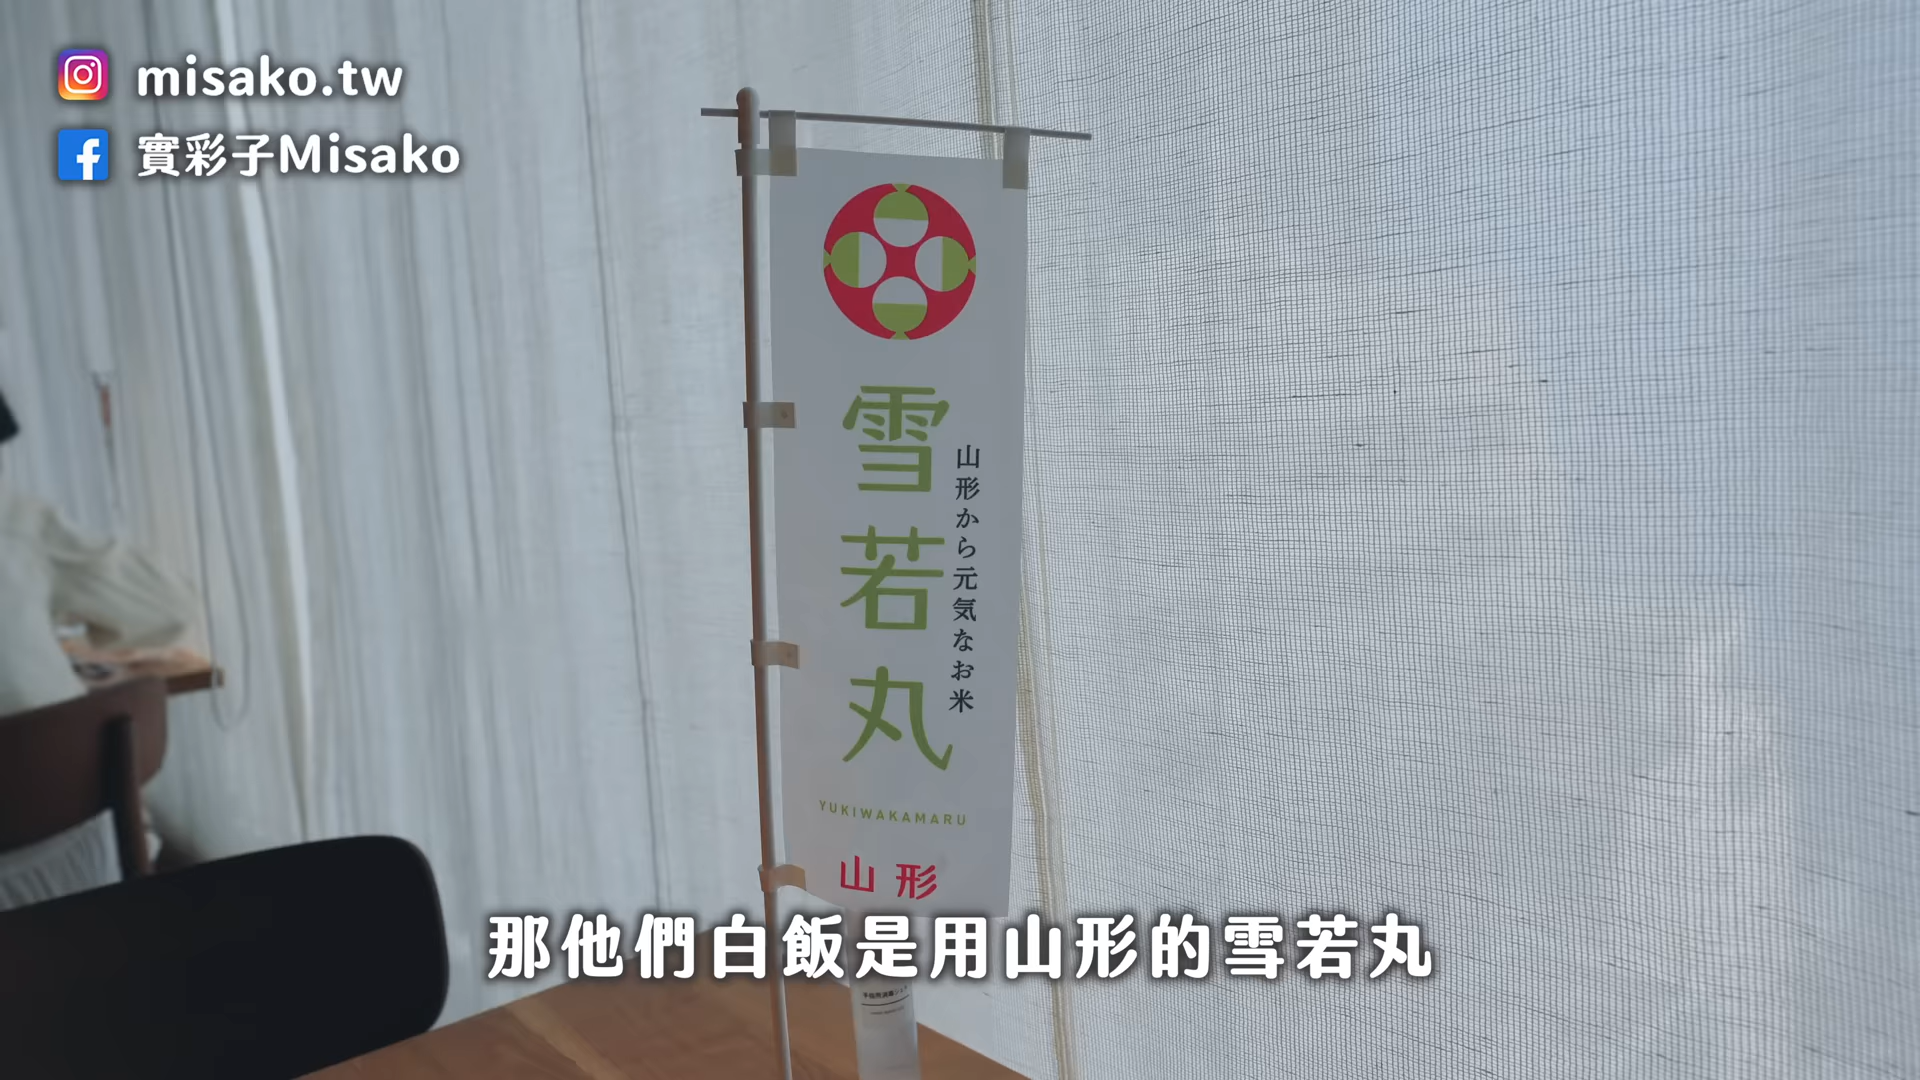 misako.tw
實彩子Misako
雪若丸
山形から元気なお米
YUKIWAKAMARU
山形
那他們白飯是用山形的雪若丸